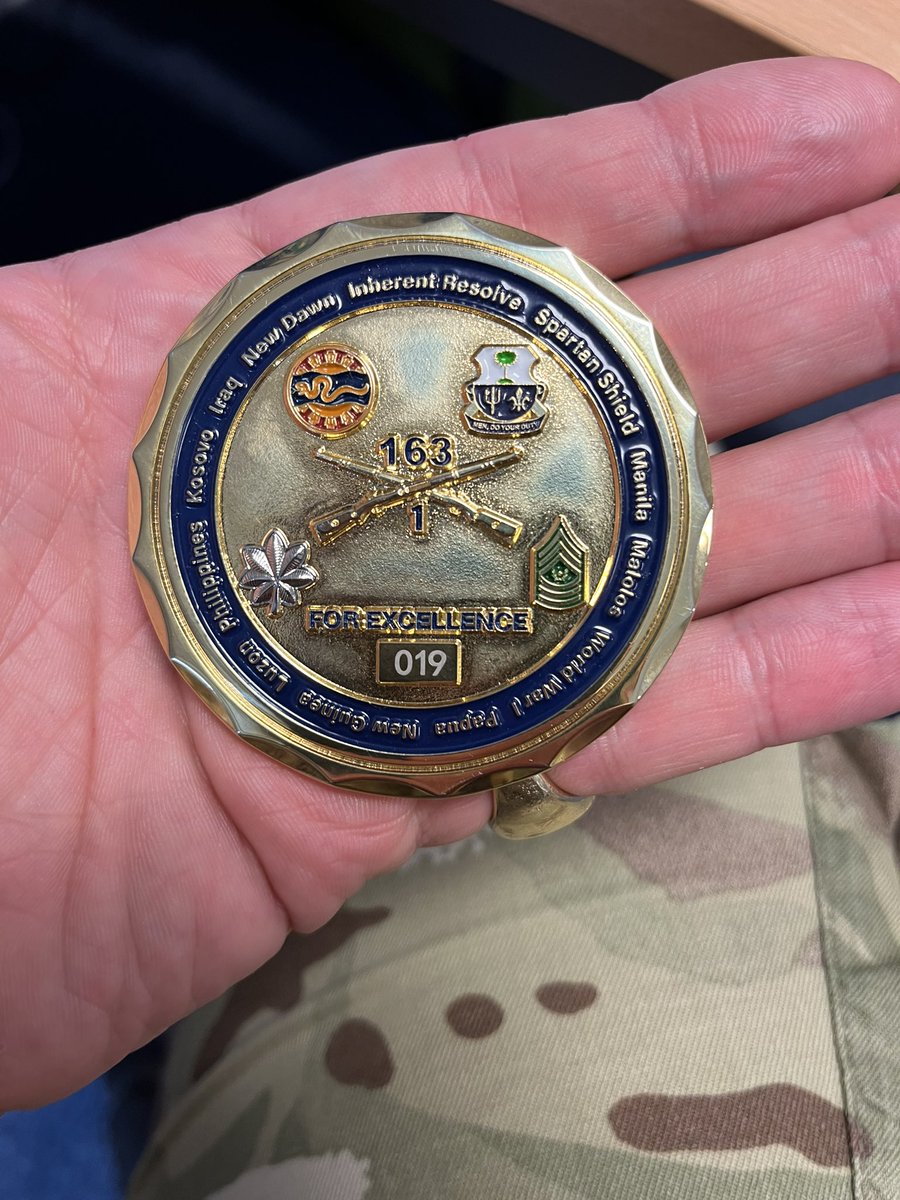 Iraq New Dawn Inherent Resolve Spartan Shield Manila Malolos World War I Papua New Guinea Luzon Philippines Kosovo
MEN, DO YOUR DUTY
163
1
FOR EXCELLENCE
019